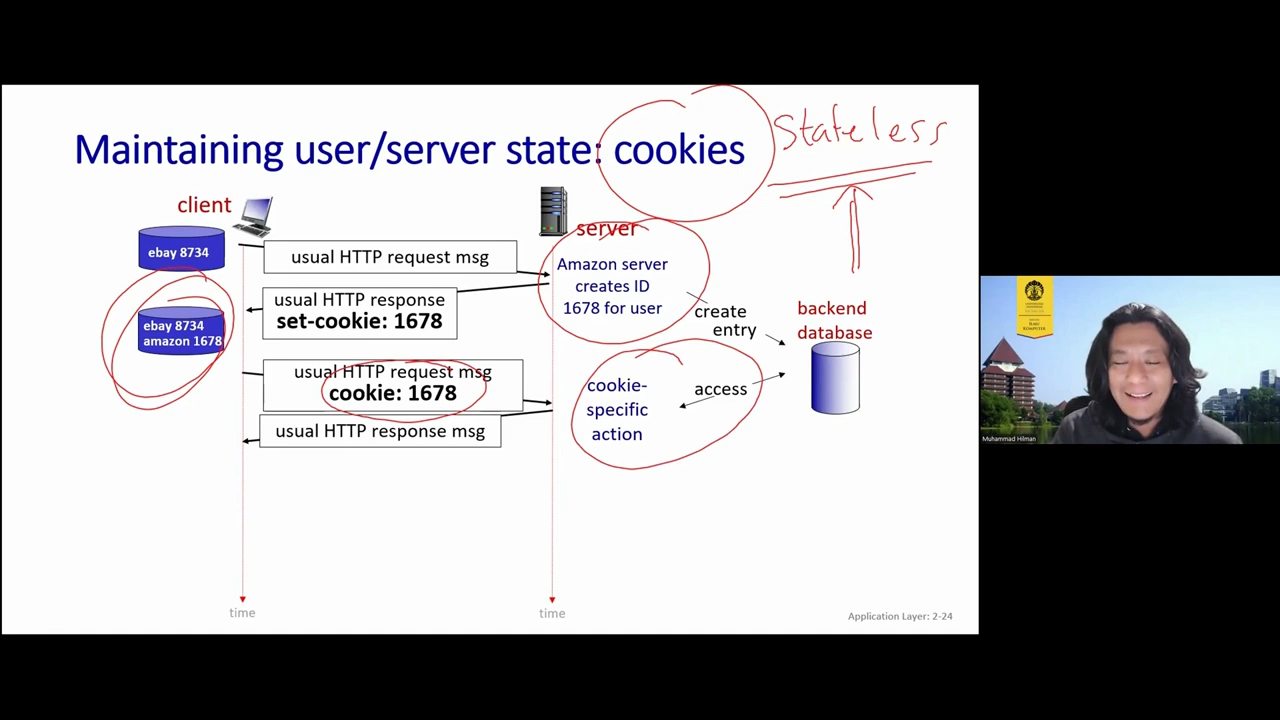 Maintaining user/server state: cookies
Stateless
client
server
ebay 8734
usual HTTP request msg
Amazon server
creates ID
1678 for user
usual HTTP response
set-cookie: 1678
create
entry
backend
database
ebay 8734
amazon 1678
usual HTTP request msg
cookie: 1678
cookie-
specific
action
access
usual HTTP response msg
time
time
Application Layer: 2-24
Muhammad Hilman